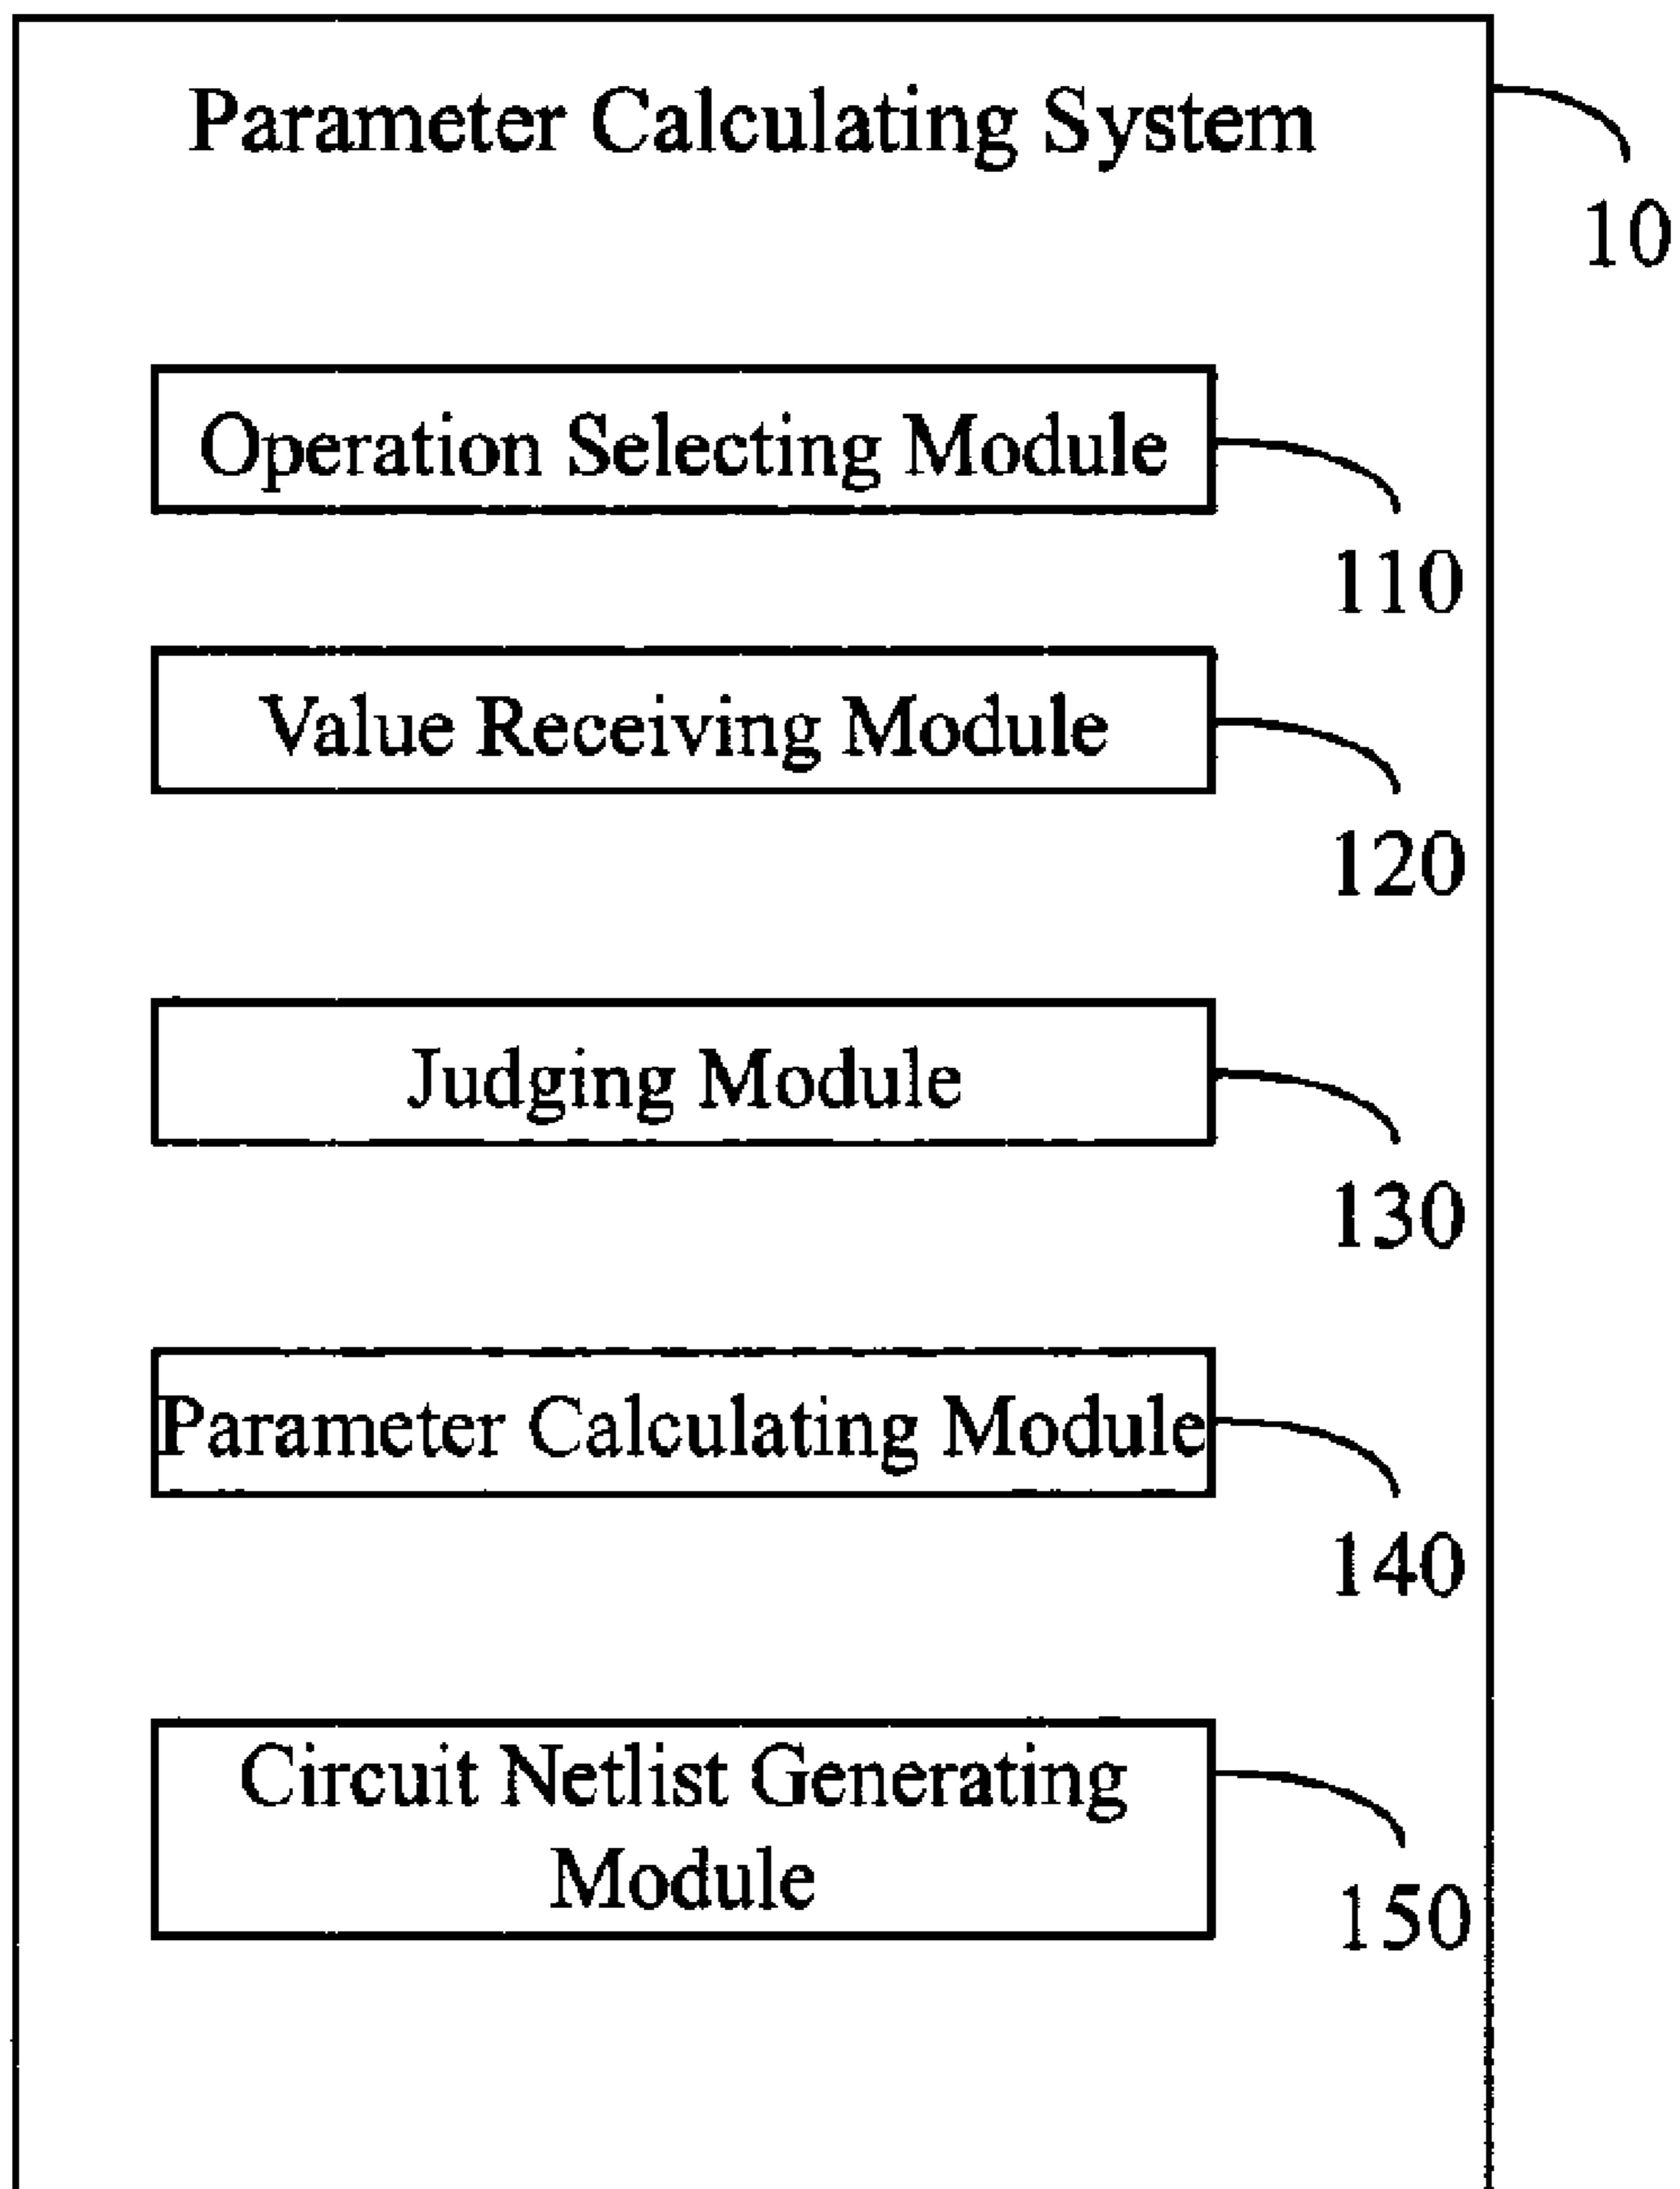 Parameter Calculating System
10
Operation Selecting Module
110
Value Receiving Module
120
Judging Module
130
Parameter Calculating Module
140
Circuit Netlist Generating
Module
150